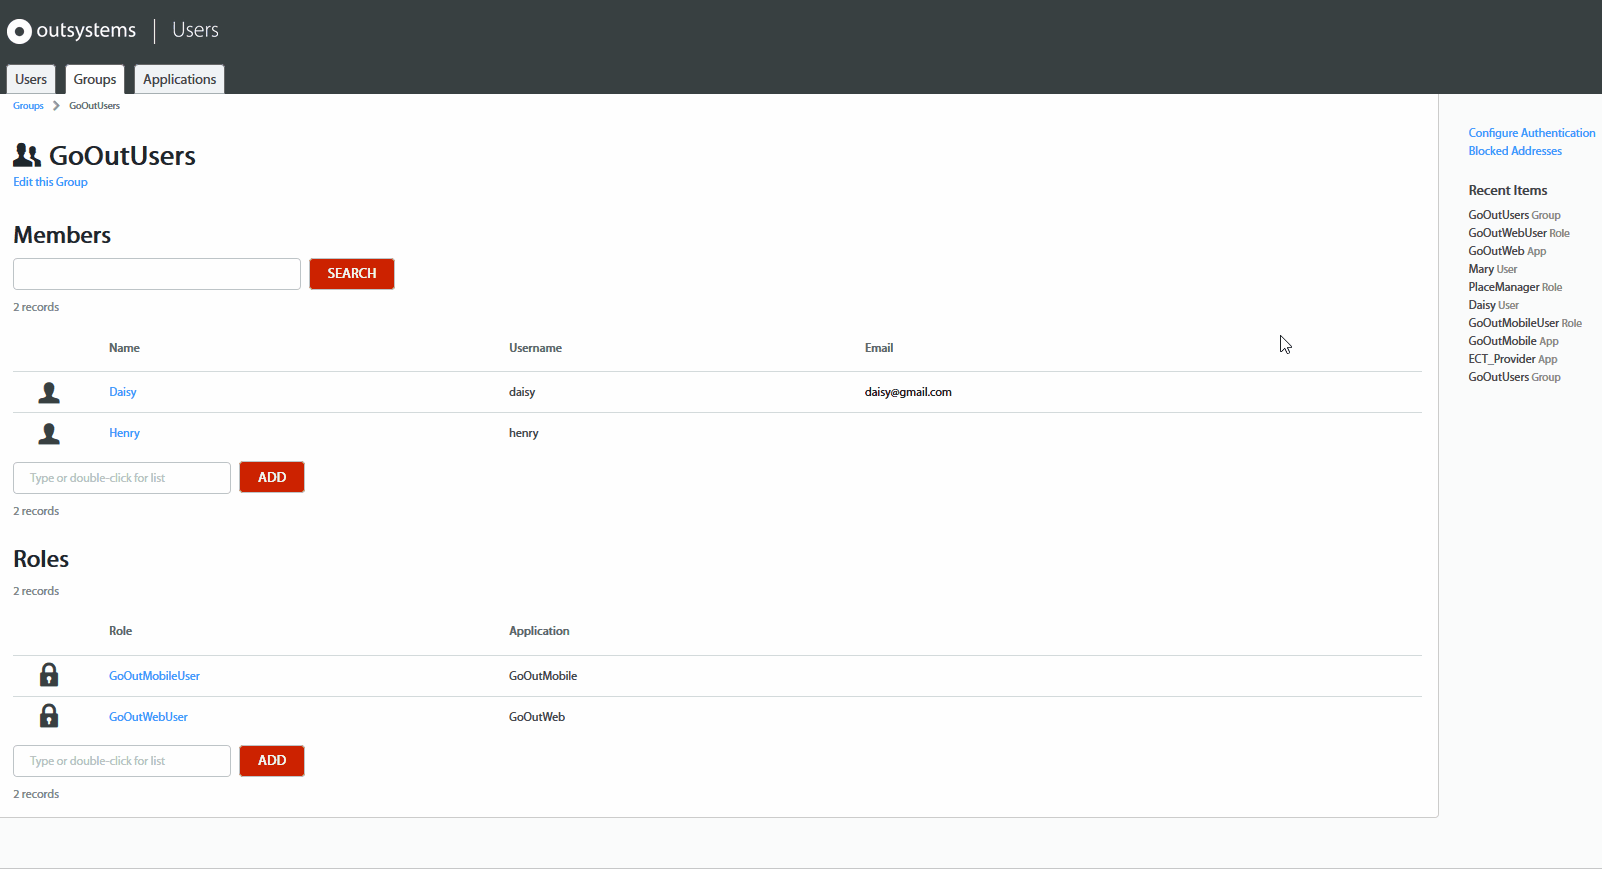 outsystems | Users
Users Groups Applications
Groups > GoOutUsers
GoOutUsers
Edit this Group
Members
SEARCH
2 records
Name Username Email
Daisy daisy daisy@gmail.com
Henry henry
Type or double-click for list ADD
2 records
Roles
2 records
Role Application
GoOutMobileUser GoOutMobile
GoOutWebUser GoOutWeb
Type or double-click for list ADD
2 records
Configure Authentication
Blocked Addresses
Recent Items
GoOutUsers Group
GoOutWebUser Role
GoOutWeb App
Mary User
PlaceManager Role
Daisy User
GoOutMobileUser Role
GoOutMobile App
ECT_Provider App
GoOutUsers Group